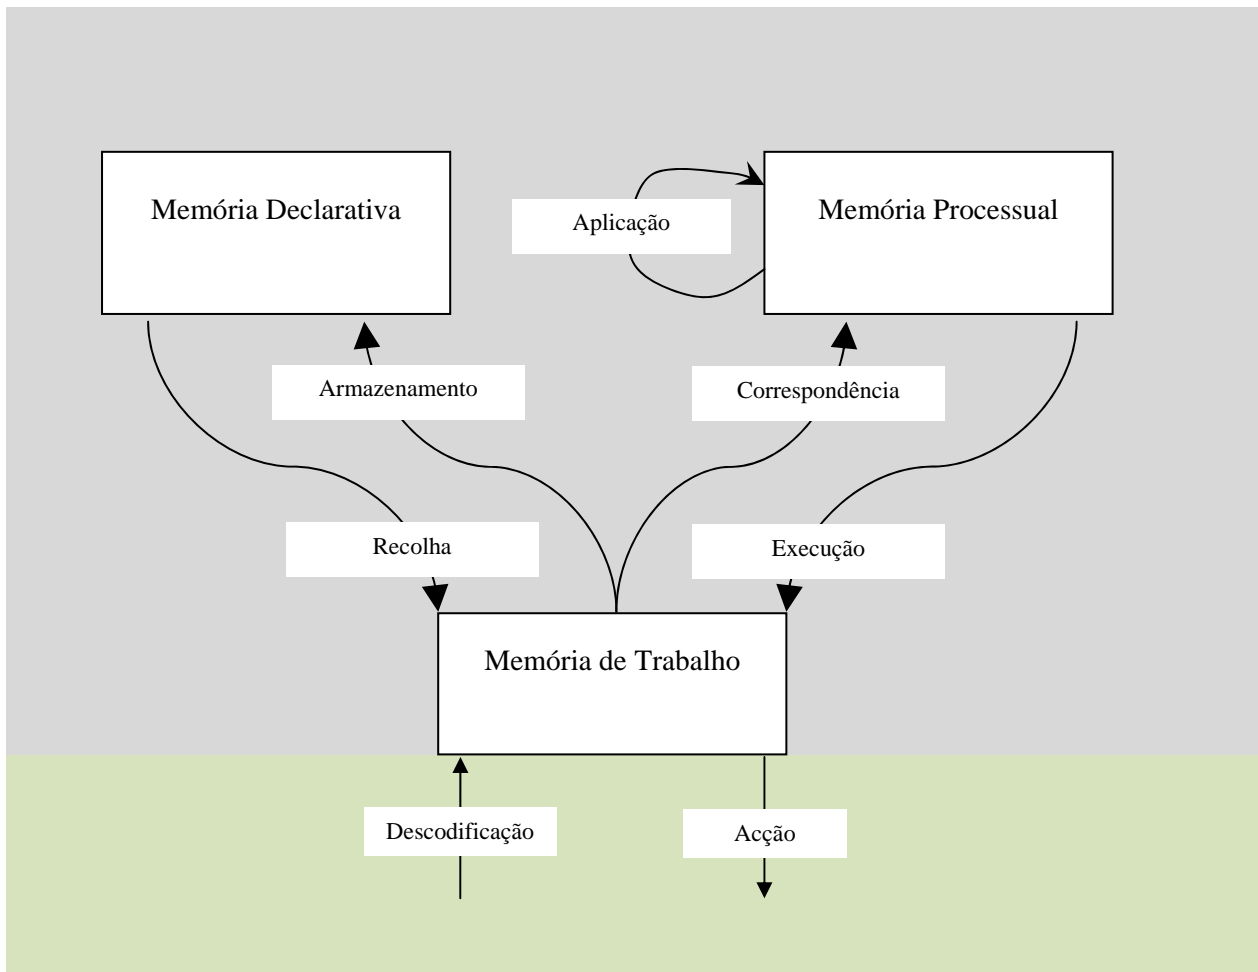 Memória Declarativa
Memória Processual
Aplicação
Armazenamento
Correspondência
Recolha
Execução
Memória de Trabalho
Descodificação
Acção